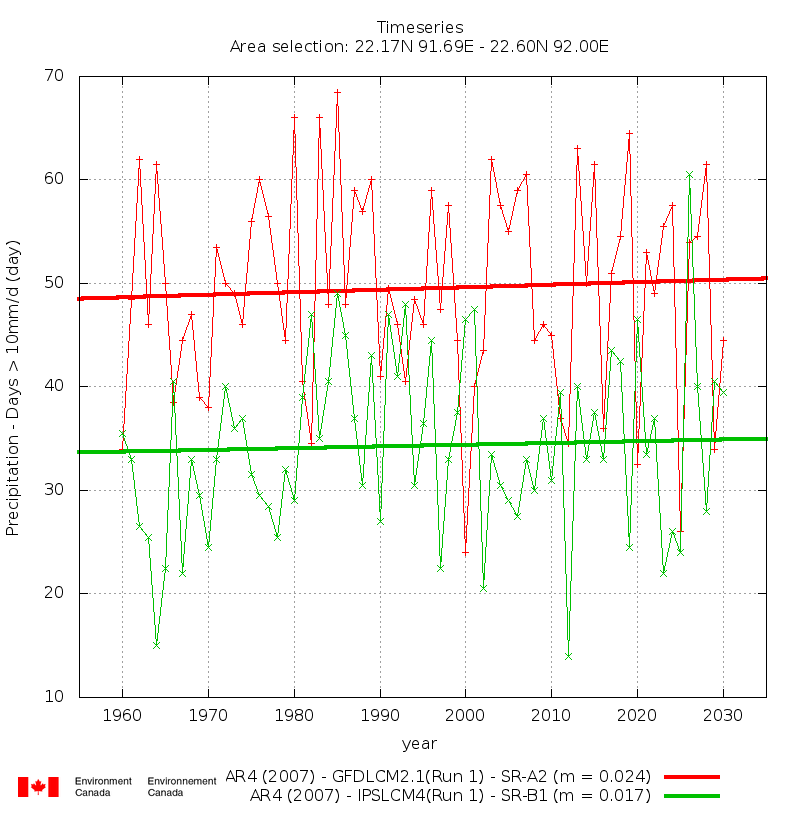 Timeseries
Area selection: 22.17N 91.69E - 22.60N 92.00E
Precipitation - Days > 10mm/d (day)
70
60
50
40
30
20
10
1960 1970 1980 1990 2000 2010 2020 2030
year
Environment Canada
Environnement Canada
AR4 (2007) - GFDLCM2.1(Run 1) - SR-A2 (m = 0.024)
AR4 (2007) - IPSLCM4(Run 1) - SR-B1 (m = 0.017)